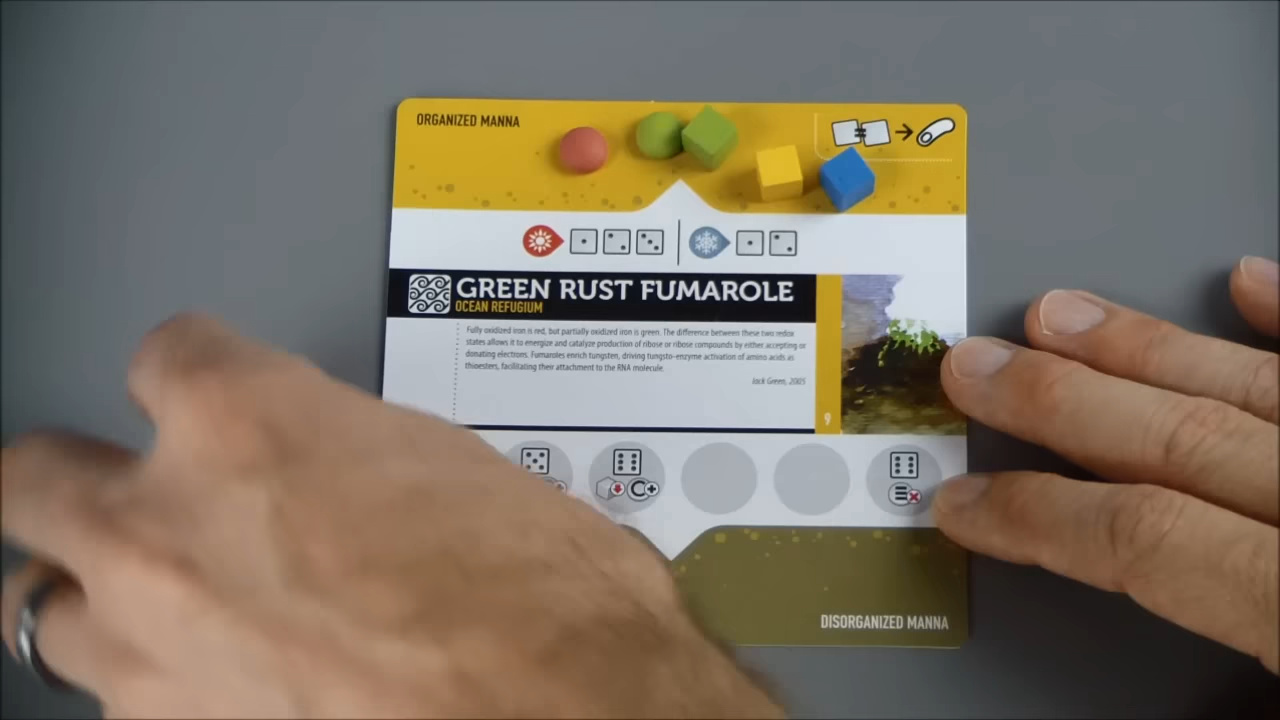 ORGANIZED MANNA
GREEN RUST FUMAROLE
OCEAN REFUGIUM
Fully oxidized iron is red, but partially oxidized iron is green. The difference between these two redox
states allows it to energize and catalyze production of ribose or ribose compounds by either accepting or
donating electrons. Fumaroles enrich tungsten, driving tungsto-enzyme activation of amino acids as
thioesters, facilitating their attachment to the RNA molecule.
Jack Green, 2005
9
DISORGANIZED MANNA